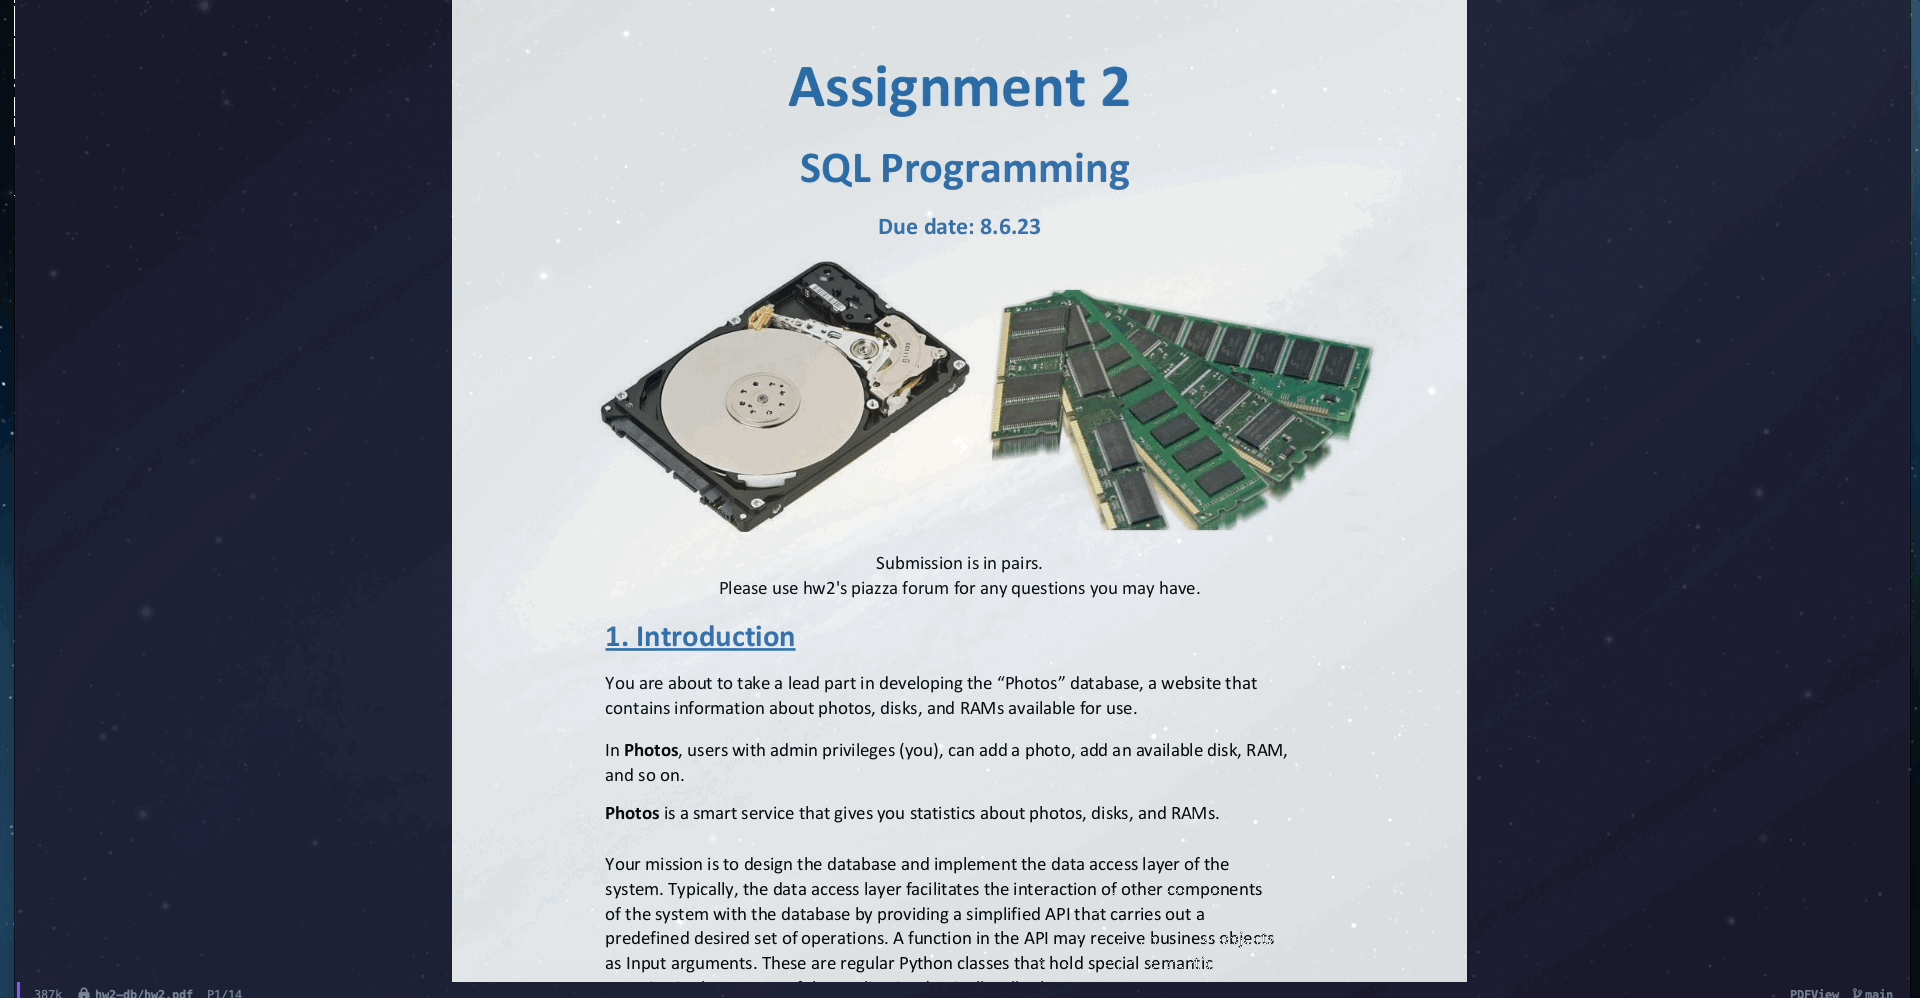 Assignment 2
SQL Programming
Due date: 8.6.23
Submission is in pairs.
Please use hw2's piazza forum for any questions you may have.
1. Introduction
You are about to take a lead part in developing the “Photos” database, a website that
contains information about photos, disks, and RAMs available for use.
In Photos, users with admin privileges (you), can add a photo, add an available disk, RAM,
and so on.
Photos is a smart service that gives you statistics about photos, disks, and RAMs.
Your mission is to design the database and implement the data access layer of the
system. Typically, the data access layer facilitates the interaction of other components
of the system with the database by providing a simplified API that carries out a
predefined desired set of operations. A function in the API may receive business objects
as Input arguments. These are regular Python classes that hold special semantic
387k hw2-db/hw2.pdf P1/14 PDFView main